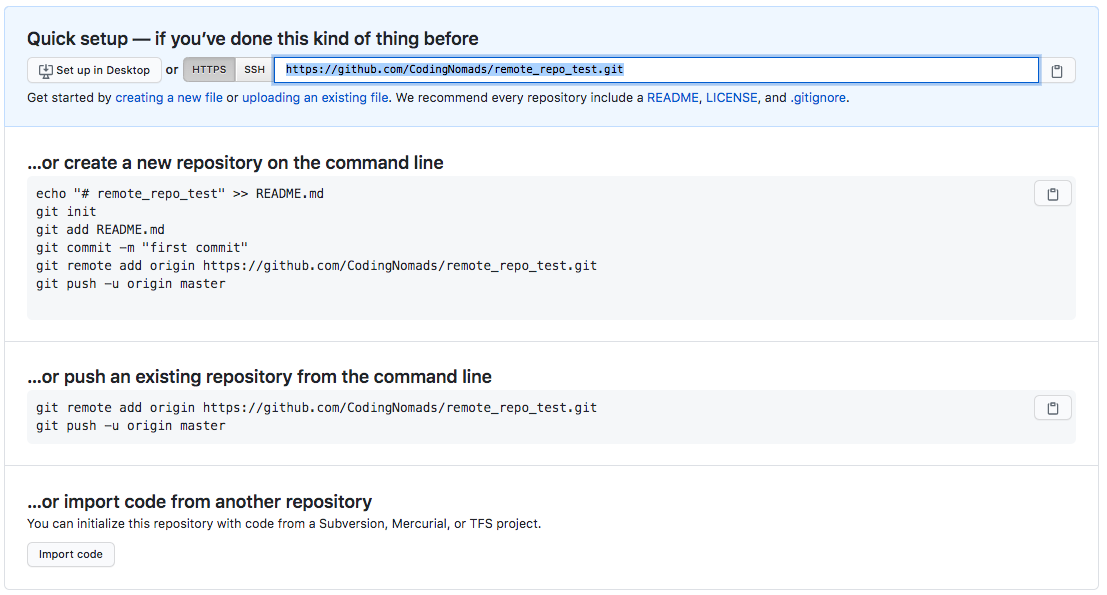 Quick setup — if you’ve done this kind of thing before
Set up in Desktop or HTTPS SSH https://github.com/CodingNomads/remote_repo_test.git
Get started by creating a new file or uploading an existing file. We recommend every repository include a README, LICENSE, and .gitignore.
…or create a new repository on the command line
echo "# remote_repo_test" >> README.md
git init
git add README.md
git commit -m "first commit"
git remote add origin https://github.com/CodingNomads/remote_repo_test.git
git push -u origin master
…or push an existing repository from the command line
git remote add origin https://github.com/CodingNomads/remote_repo_test.git
git push -u origin master
…or import code from another repository
You can initialize this repository with code from a Subversion, Mercurial, or TFS project.
Import code